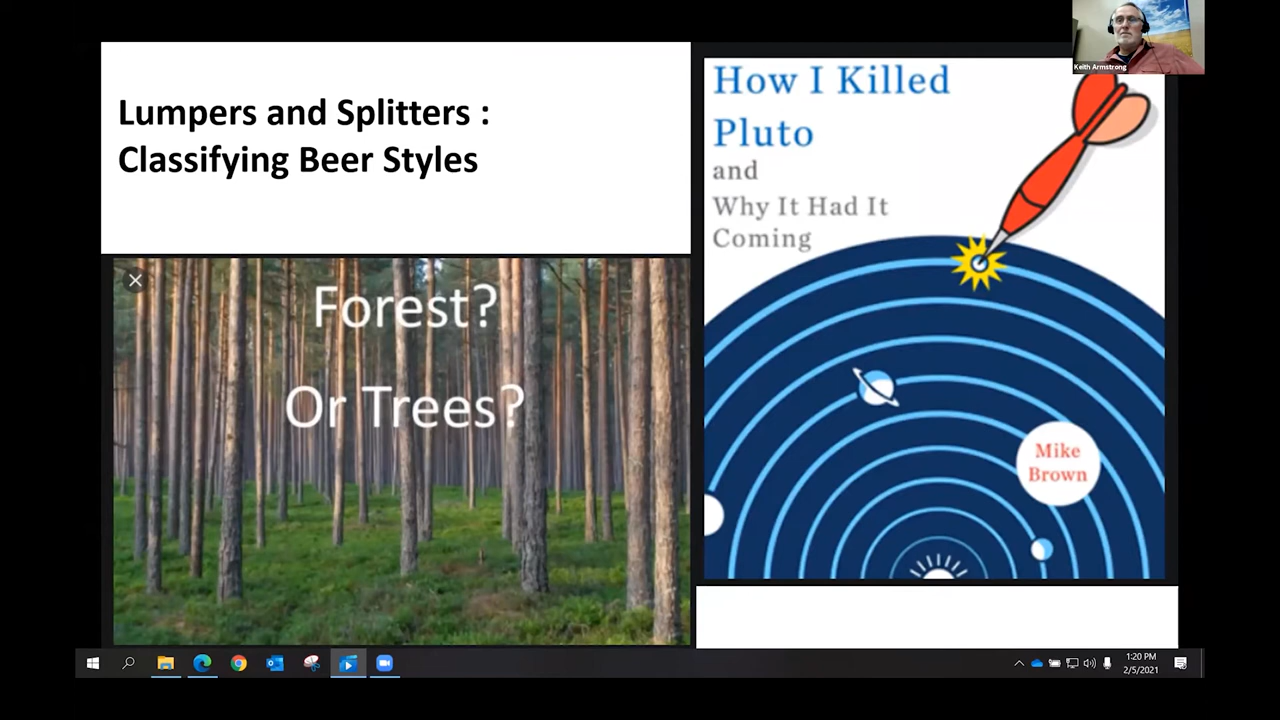 Lumpers and Splitters :
Classifying Beer Styles
Forest?
Or Trees?
How I Killed
Pluto
and
Why It Had It
Coming
Mike
Brown
Keith Armstrong
1:20 PM
2/5/2021